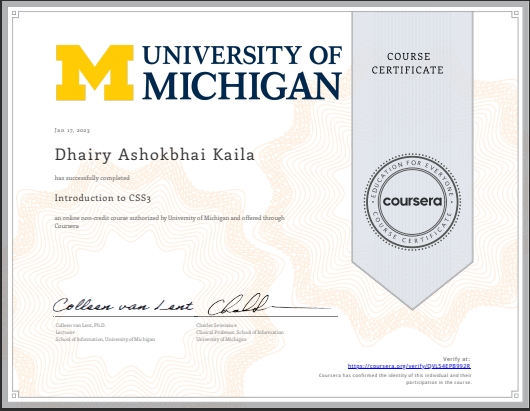 UNIVERSITY OF
MICHIGAN
COURSE
CERTIFICATE
Jan 17, 2023
Dhairy Ashokbhai Kaila
has successfully completed
Introduction to CSS3
an online non-credit course authorized by University of Michigan and offered through
Coursera
EDUCATION FOR EVERYONE
coursera
COURSE CERTIFICATE
Colleen van Lent
Colleen van Lent, Ph.D.
Lecturer
School of Information, University of Michigan
Charles Severance
Clinical Professor, School of Information
University of Michigan
Verify at:
https://coursera.org/verify/QVLS4EPB992R
Coursera has confirmed the identity of this individual and their
participation in the course.